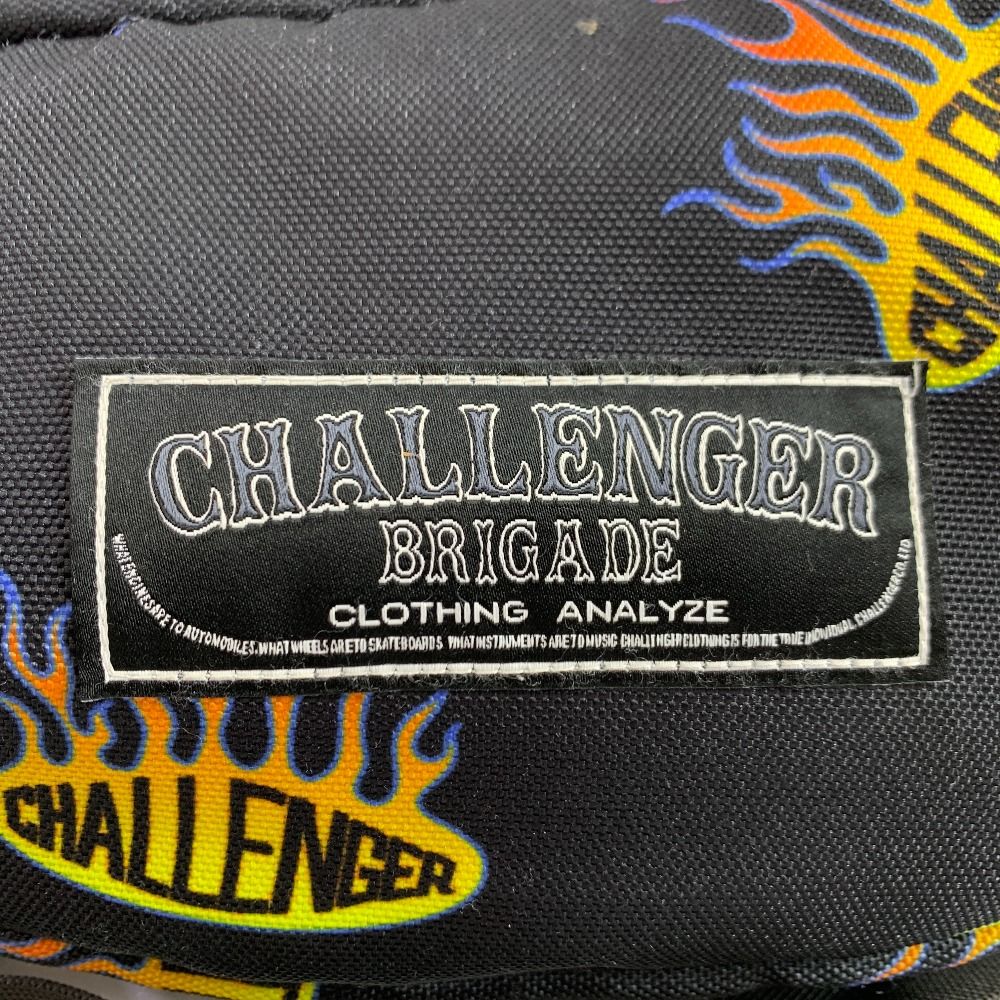 CHALLENGER
CHALLENGER
BRIGADE
CLOTHING ANALYZE
WHAT ENGINES ARE TO AUTOMOBILES. WHAT WHEELS ARE TO SKATEBOARDS WHAT INSTRUMENTS ARE TO MUSIC CHALLENGER CLOTHING IS FOR THE TRUE INDIVIDUAL
CHALLENGER